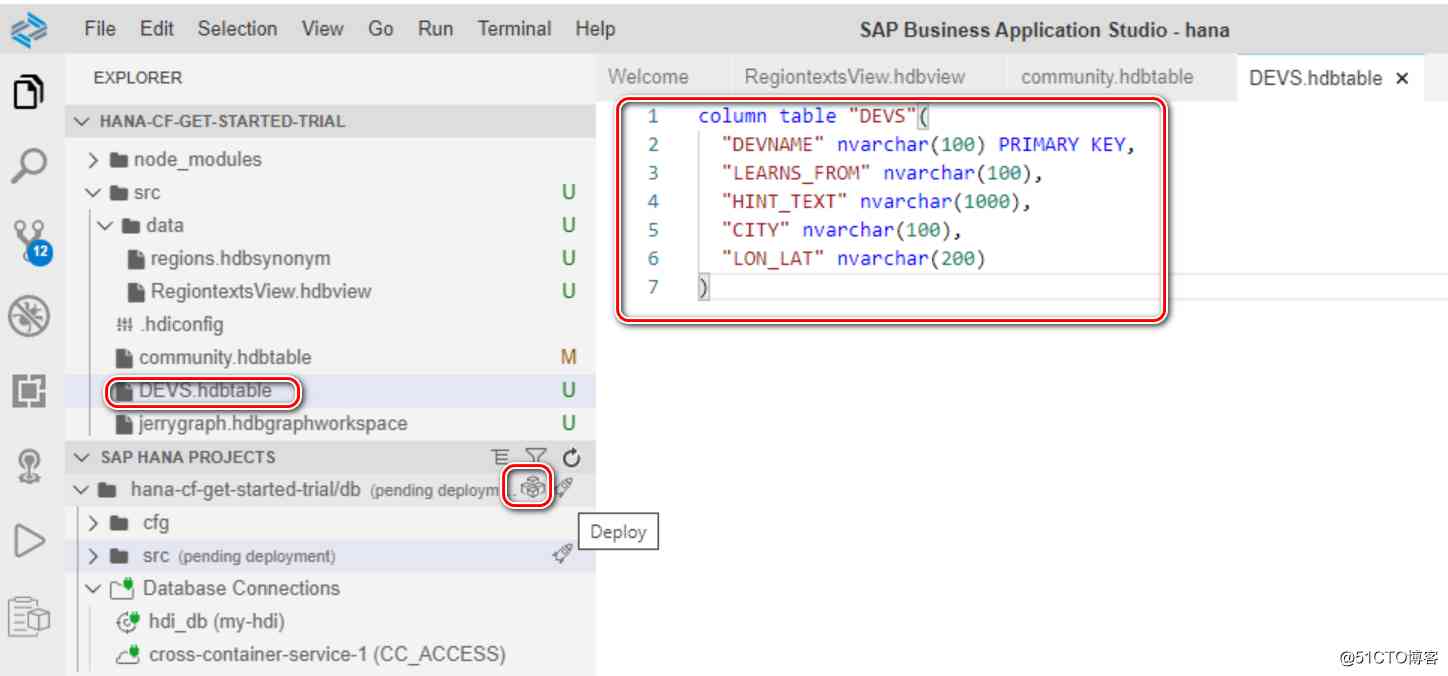 File Edit Selection View Go Run Terminal Help SAP Business Application Studio - hana
EXPLORER
HANA-CF-GET-STARTED-TRIAL
node_modules
src U
data U
regions.hdbsynonym U
RegiontextsView.hdbview U
.hdiconfig
community.hdbtable M
DEVS.hdbtable U
jerrygraph.hdbgraphworkspace U
12
SAP HANA PROJECTS
hana-cf-get-started-trial/db (pending deploym...
Deploy
cfg
src (pending deployment)
Database Connections
hdi_db (my-hdi)
cross-container-service-1 (CC_ACCESS)
Welcome RegiontextsView.hdbview community.hdbtable DEVS.hdbtable ×
1 column table "DEVS"(
2 "DEVNAME" nvarchar(100) PRIMARY KEY,
3 "LEARNS_FROM" nvarchar(100),
4 "HINT_TEXT" nvarchar(1000),
5 "CITY" nvarchar(100),
6 "LON_LAT" nvarchar(200)
7 )
@51CTO博客